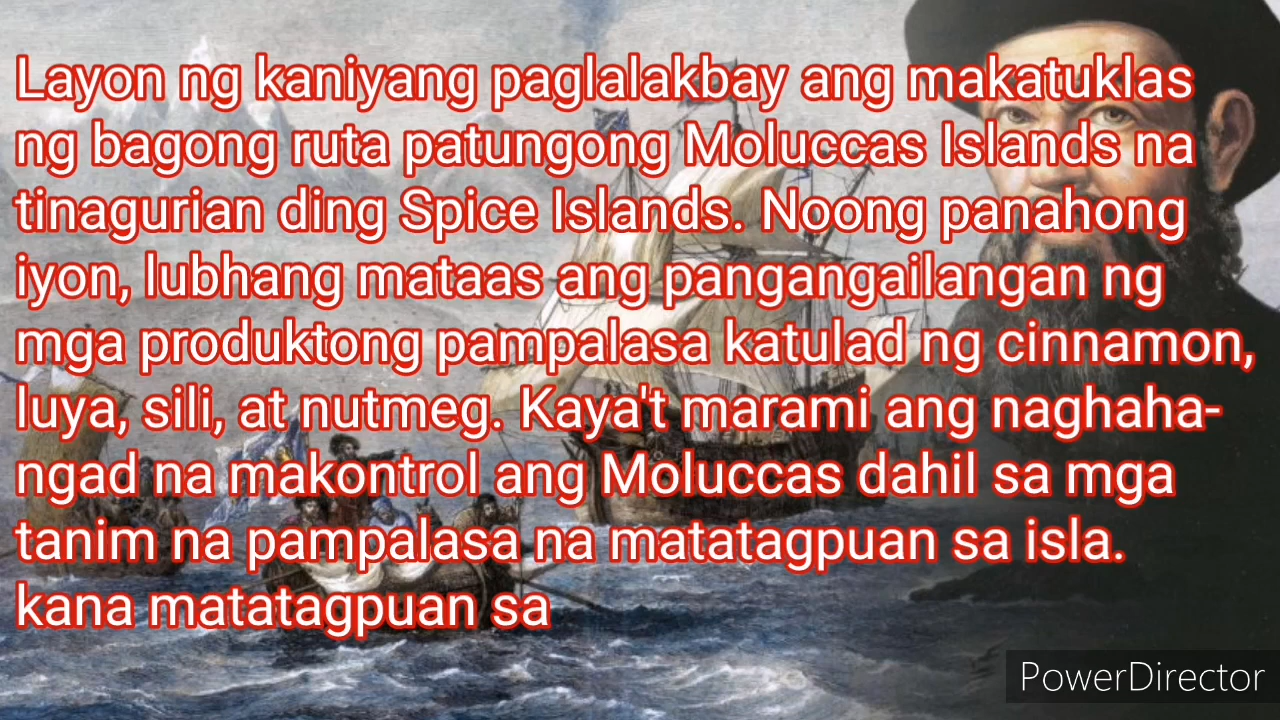 Layon ng kaniyang paglalakbay ang makatuklas
ng bagong ruta patungong Moluccas Islands na
tinagurian ding Spice Islands. Noong panahong
iyon, lubhang mataas ang pangangailangan ng
mga produktong pampalasa katulad ng cinnamon,
luya, sili, at nutmeg. Kaya't marami ang naghaha-
ngad na makontrol ang Moluccas dahil sa mga
tanim na pampalasa na matatagpuan sa isla.
kana matatagpuan sa
PowerDirector